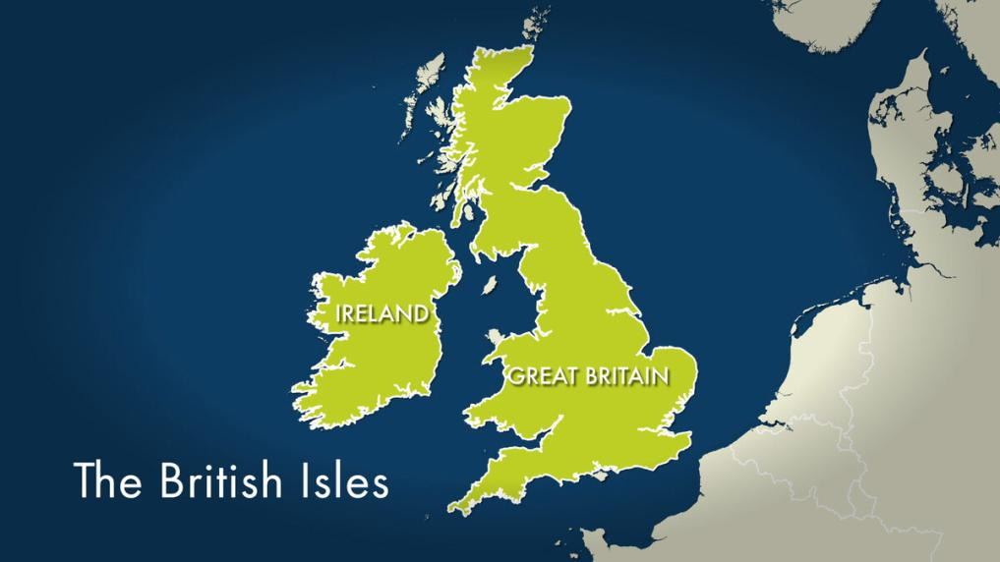 IRELAND
GREAT BRITAIN
The British Isles